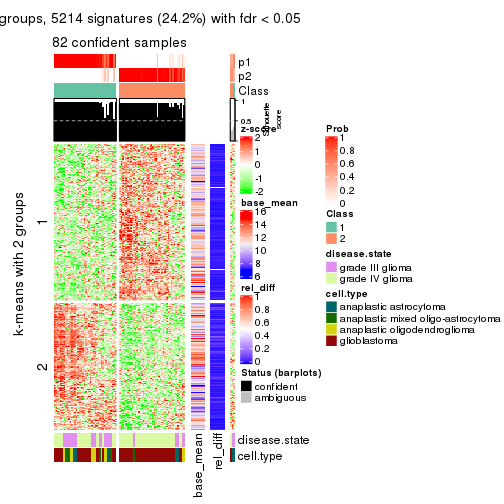 groups, 5214 signatures (24.2%) with fdr < 0.05
82 confident samples
p1
p2
Class
1
0.5
0
Silhouette
score
k-means with 2 groups
1
2
base_mean
rel_diff
disease.state
cell.type
z-score
2
1
0
-1
-2
base_mean
16
14
12
10
8
6
rel_diff
1
0.8
0.6
0.4
0.2
0
Status (barplots)
confident
ambiguous
Prob
1
0.8
0.6
0.4
0.2
0
Class
1
2
disease.state
grade III glioma
grade IV glioma
cell.type
anaplastic astrocytoma
anaplastic mixed oligo-astrocytoma
anaplastic oligodendroglioma
glioblastoma